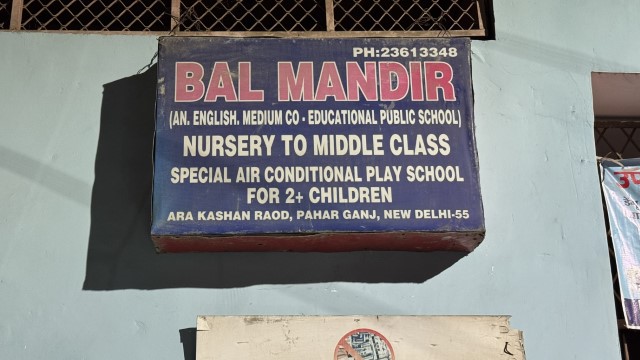 PH:23613348
BAL MANDIR
(AN. ENGLISH. MEDIUM CO - EDUCATIONAL PUBLIC SCHOOL)
NURSERY TO MIDDLE CLASS
SPECIAL AIR CONDITIONAL PLAY SCHOOL
FOR 2+ CHILDREN
ARA KASHAN RAOD, PAHAR GANJ, NEW DELHI-55